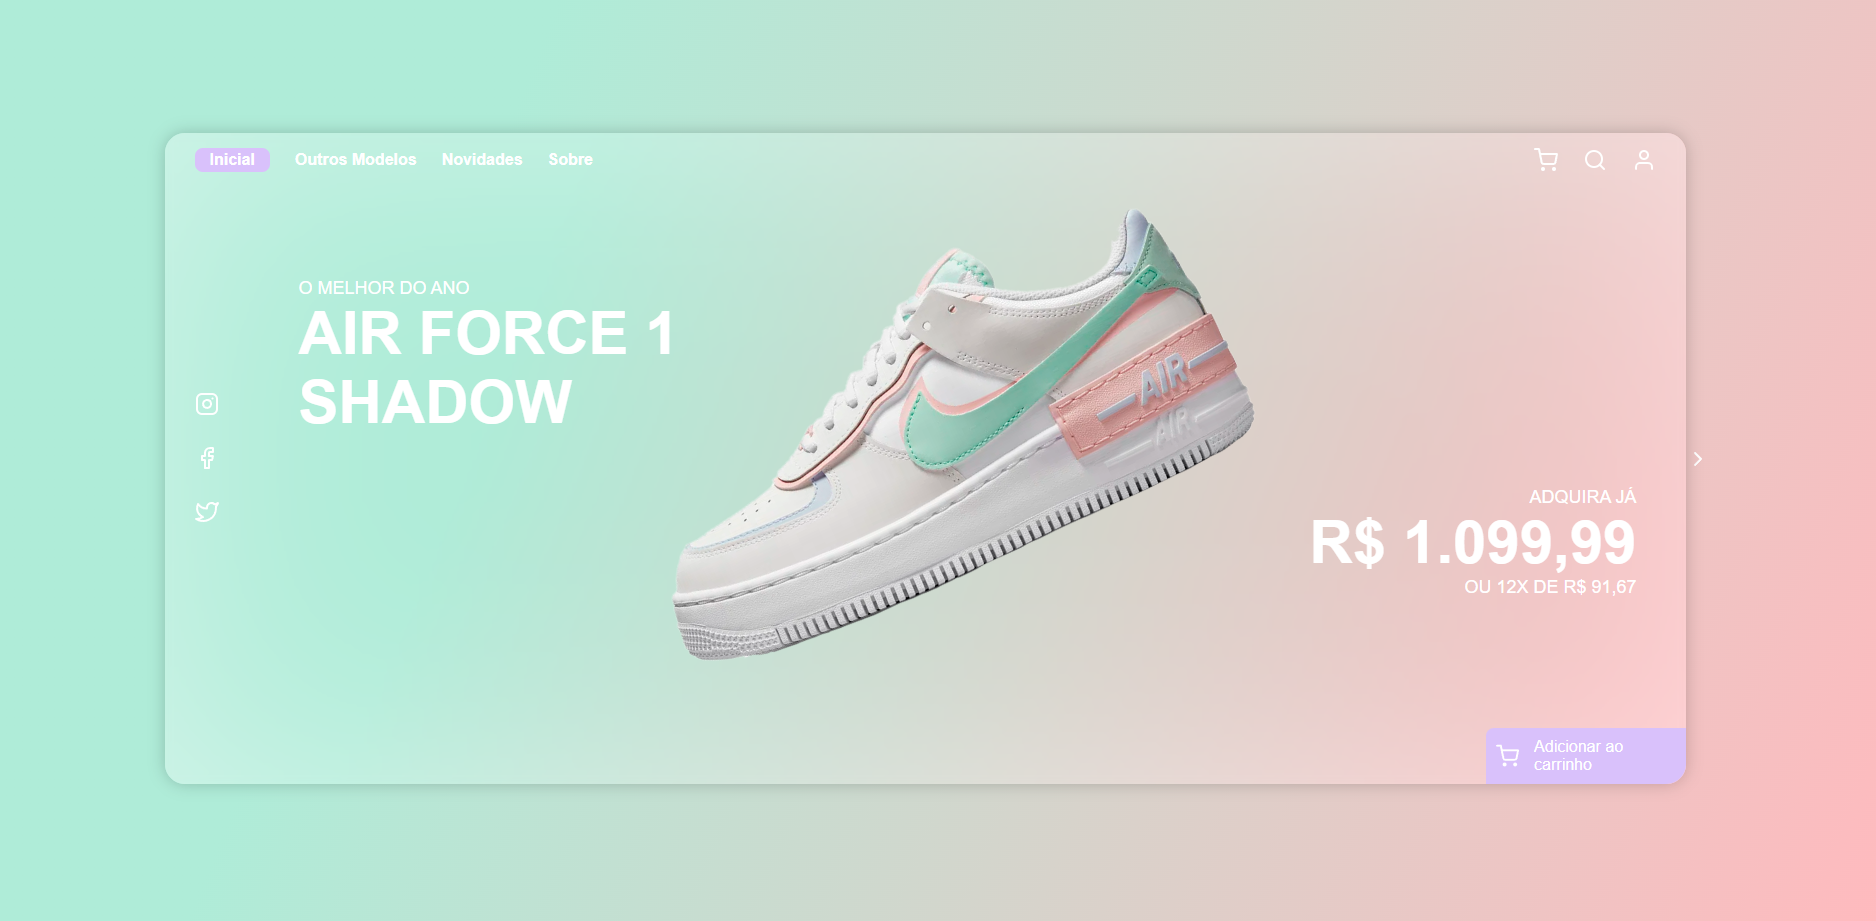 Inicial Outros Modelos Novidades Sobre
O MELHOR DO ANO
AIR FORCE 1
SHADOW
AIR
AIR
ADQUIRA JÁ
R$ 1.099,99
OU 12X DE R$ 91,67
Adicionar ao
carrinho